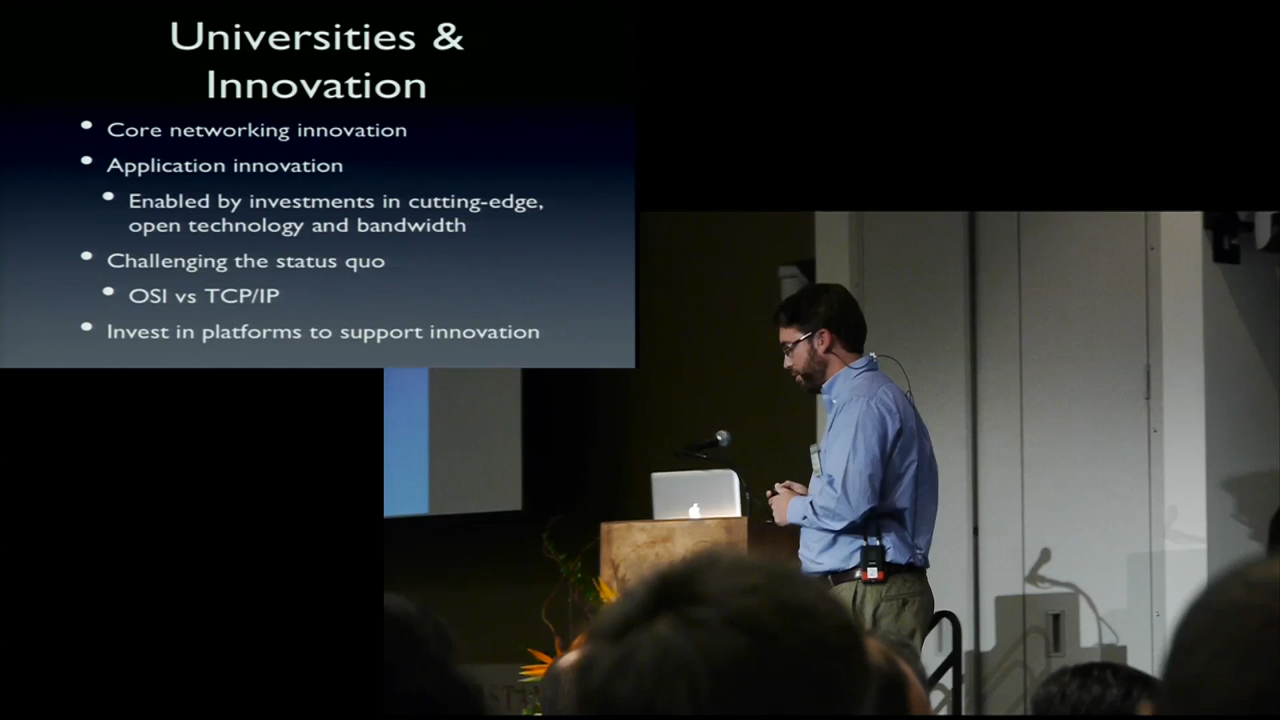 Universities &
Innovation
Core networking innovation
Application innovation
Enabled by investments in cutting-edge,
open technology and bandwidth
Challenging the status quo
OSI vs TCP/IP
Invest in platforms to support innovation